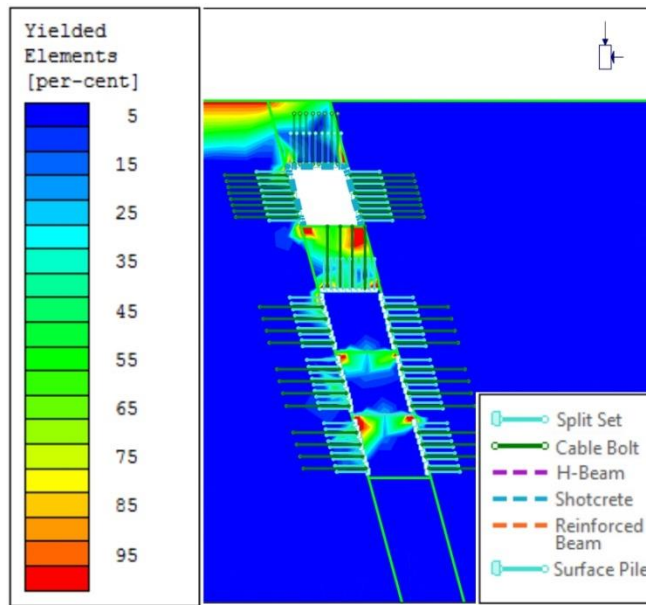 Yielded
Elements
[per-cent]
5
15
25
35
45
55
65
75
85
95
Split Set
Cable Bolt
H-Beam
Shotcrete
Reinforced
Beam
Surface Pile